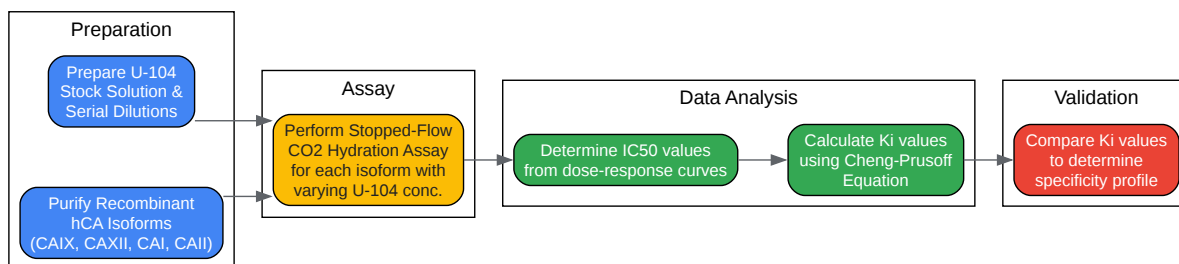 Preparation
Prepare U-104
Stock Solution &
Serial Dilutions
Purify Recombinant
hCA Isoforms
(CAIX, CAXII, CAI, CAII)
Assay
Perform Stopped-Flow
CO2 Hydration Assay
for each isoform with
varying U-104 conc.
Data Analysis
Determine IC50 values
from dose-response curves
Calculate Ki values
using Cheng-Prusoff
Equation
Validation
Compare Ki values
to determine
specificity profile